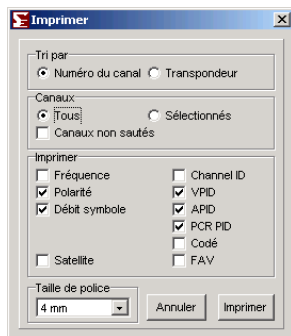 Imprimer
Tri par
Numéro du canal Transpondeur
Canaux
Tous Sélectionnés
Canaux non sautés
Imprimer
Fréquence Channel ID
Polarité VPID
Débit symbole APID
PCR PID
Codé
Satellite FAV
Taille de police
4 mm Annuler Imprimer